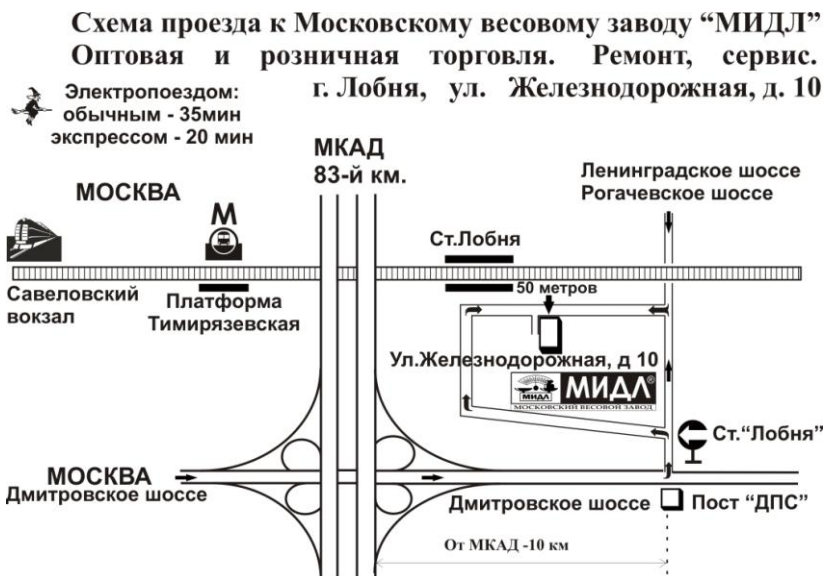 Схема проезда к Московскому весовому заводу “МИДЛ”
Оптовая и розничная торговля. Ремонт, сервис.
г. Лобня, ул. Железнодорожная, д. 10
Электропоездом:
обычным - 35мин
экспрессом - 20 мин
МКАД
83-й км.
Ленинградское шоссе
Рогачевское шоссе
МОСКВА
М
Ст.Лобня
Савеловский
вокзал
Платформа
Тимирязевская
50 метров
Ул.Железнодорожная, д 10
МИДЛ
МИДЛ®
МОСКОВСКИЙ ВЕСОВОЙ ЗАВОД
Ст.“Лобня”
МОСКВА
Дмитровское шоссе
Дмитровское шоссе
Пост “ДПС”
От МКАД -10 км